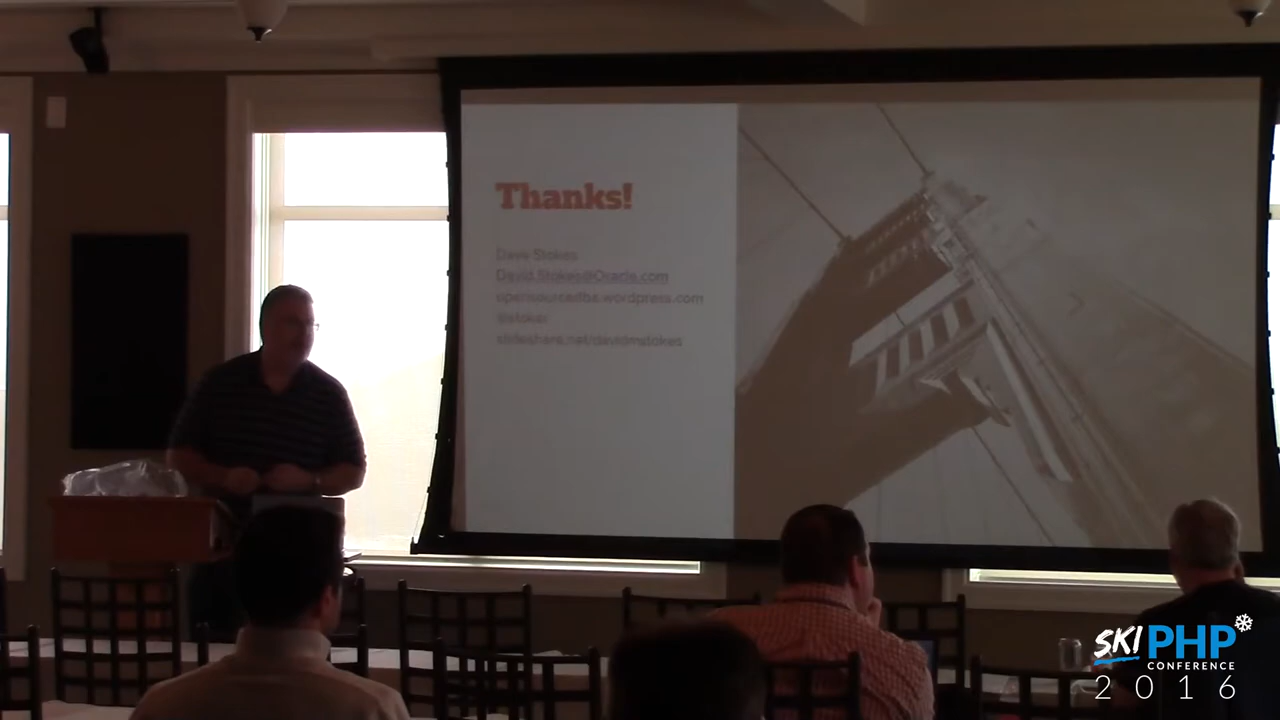 Thanks!
Dave Stokes
David.Stokes@Oracle.com
opensourcedba.wordpress.com
@stoker
slideshare.net/davidmstokes
SKI PHP
CONFERENCE
2016